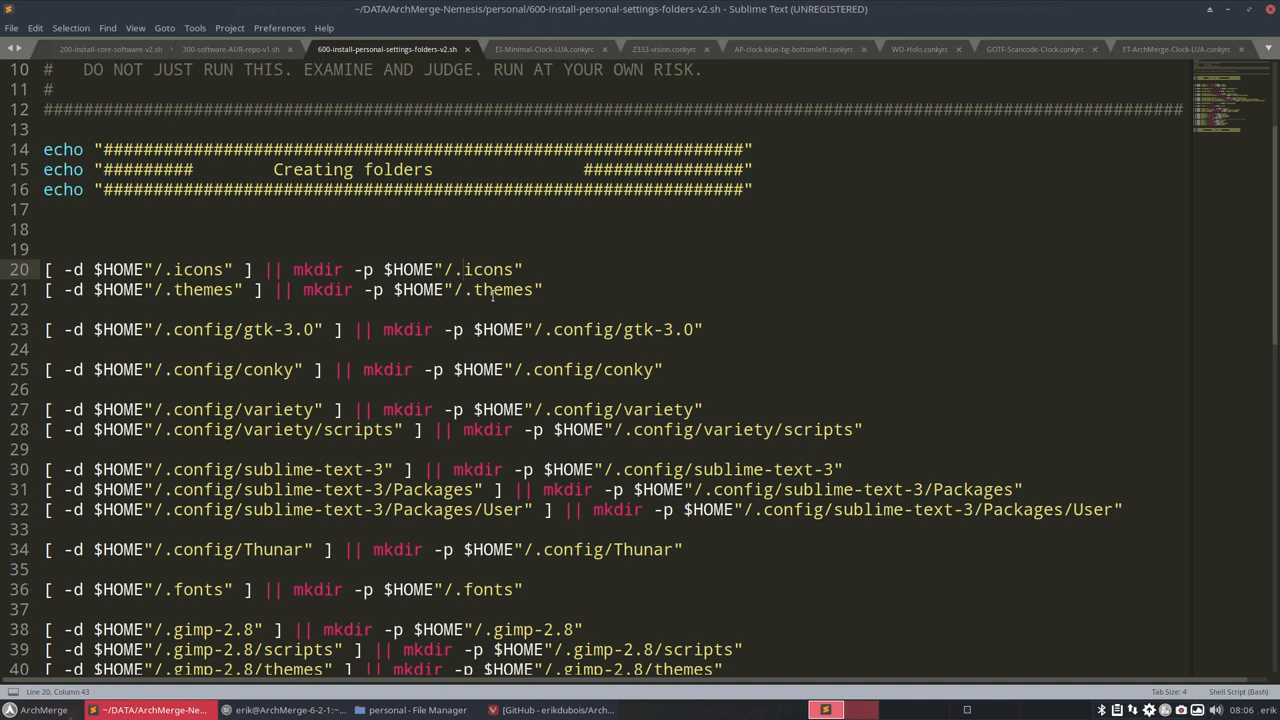 ~/DATA/ArchMerge-Nemesis/personal/600-install-personal-settings-folders-v2.sh - Sublime Text (UNREGISTERED)
File Edit Selection Find View Goto Tools Project Preferences Help
200-install-core-software-v2.sh 300-software-AUR-repo-v1.sh 600-install-personal-settings-folders-v2.sh EI-Minimal-Clock-LUA.conkyrc Z333-vision.conkyrc AP-clock-blue-bg-bottomleft.conkyrc WO-Holo.conkyrc GOTF-Scancode-Clock.conkyrc ET-ArchMerge-Clock-LUA.conkyrc
10 #   DO NOT JUST RUN THIS. EXAMINE AND JUDGE. RUN AT YOUR OWN RISK.
11 #
12 ##################################################################################################################
13
14 echo "################################################################"
15 echo "#########        Creating folders               ################"
16 echo "################################################################"
17
18
19
20 [ -d $HOME"/.icons" ] || mkdir -p $HOME"/.icons"
21 [ -d $HOME"/.themes" ] || mkdir -p $HOME"/.themes"
22
23 [ -d $HOME"/.config/gtk-3.0" ] || mkdir -p $HOME"/.config/gtk-3.0"
24
25 [ -d $HOME"/.config/conky" ] || mkdir -p $HOME"/.config/conky"
26
27 [ -d $HOME"/.config/variety" ] || mkdir -p $HOME"/.config/variety"
28 [ -d $HOME"/.config/variety/scripts" ] || mkdir -p $HOME"/.config/variety/scripts"
29
30 [ -d $HOME"/.config/sublime-text-3" ] || mkdir -p $HOME"/.config/sublime-text-3"
31 [ -d $HOME"/.config/sublime-text-3/Packages" ] || mkdir -p $HOME"/.config/sublime-text-3/Packages"
32 [ -d $HOME"/.config/sublime-text-3/Packages/User" ] || mkdir -p $HOME"/.config/sublime-text-3/Packages/User"
33
34 [ -d $HOME"/.config/Thunar" ] || mkdir -p $HOME"/.config/Thunar"
35
36 [ -d $HOME"/.fonts" ] || mkdir -p $HOME"/.fonts"
37
38 [ -d $HOME"/.gimp-2.8" ] || mkdir -p $HOME"/.gimp-2.8"
39 [ -d $HOME"/.gimp-2.8/scripts" ] || mkdir -p $HOME"/.gimp-2.8/scripts"
40 [ -d $HOME"/.gimp-2.8/themes" ] || mkdir -p $HOME"/.gimp-2.8/themes"
Line 20, Column 43 Tab Size: 4 Shell Script (Bash)
ArchMerge ~/DATA/ArchMerge-Ne... erik@ArchMerge-6-2-1:~... personal - File Manager [GitHub - erikdubois/Arch... 08:06 erik